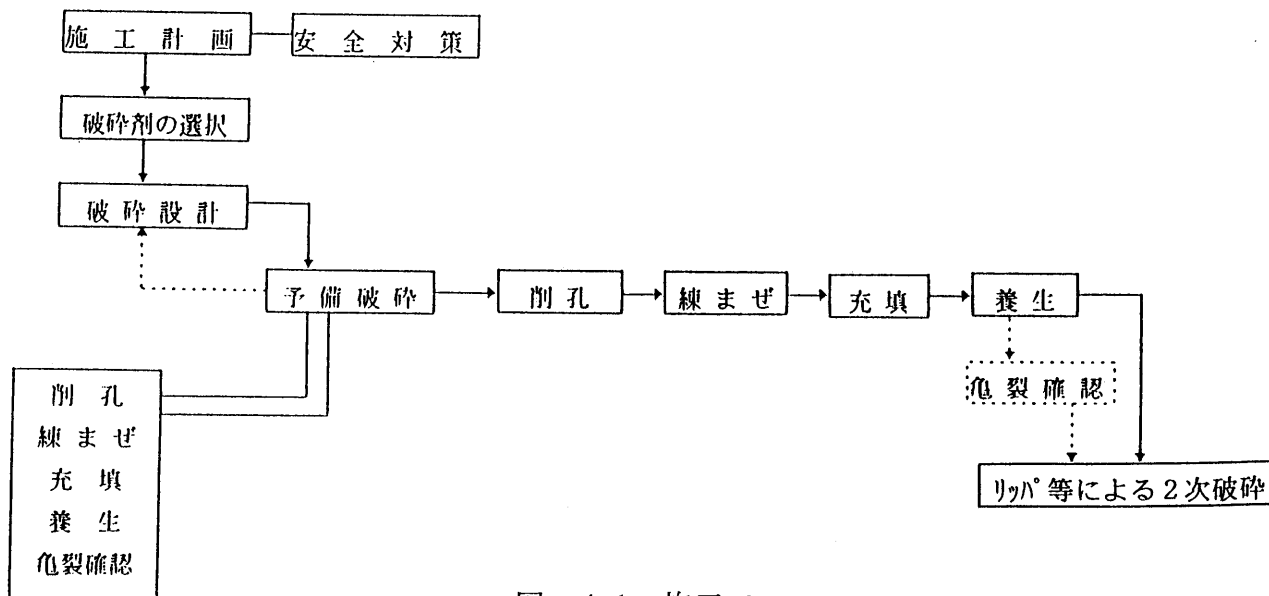 施工計画
安全対策
破砕剤の選択
破砕設計
予備破砕
削孔
練まぜ
充填
養生
亀裂確認
リッパ等による2次破砕
削孔
練まぜ
充填
養生
亀裂確認